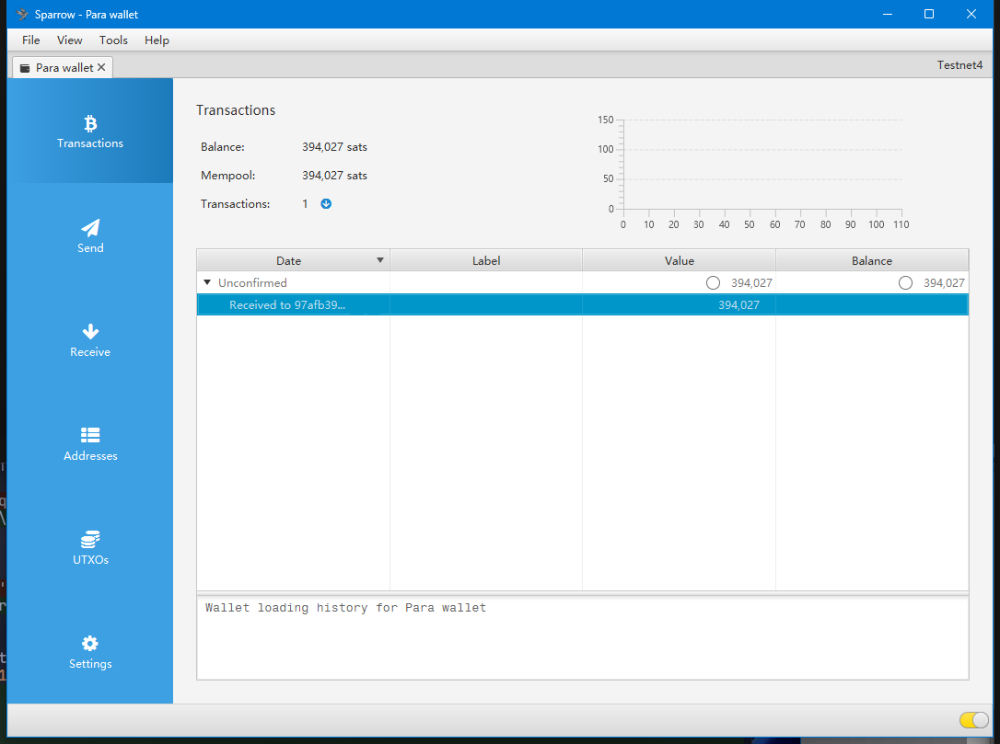 Sparrow - Para wallet
File View Tools Help
Para wallet
Testnet4
Transactions
Send
Receive
Addresses
UTXOs
Settings
Transactions
Balance: 394,027 sats
Mempool: 394,027 sats
Transactions: 1
150
100
50
0
0 10 20 30 40 50 60 70 80 90 100 110
Date Label Value Balance
Unconfirmed 394,027 394,027
Received to 97afb39... 394,027
Wallet loading history for Para wallet